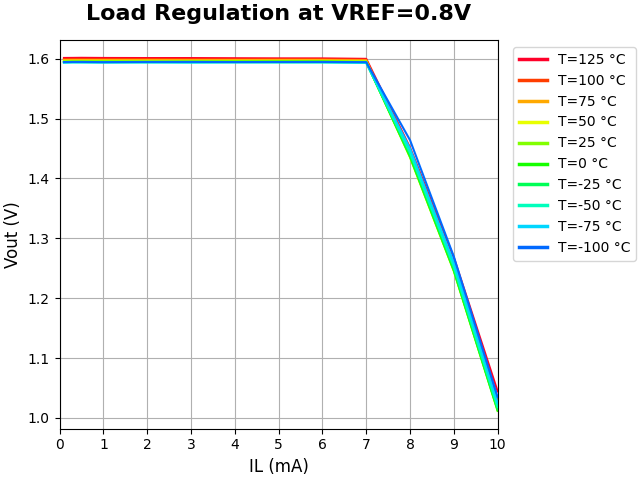 Load Regulation at VREF=0.8V
Vout (V)
1.6
1.5
1.4
1.3
1.2
1.1
1.0
0 1 2 3 4 5 6 7 8 9 10
IL (mA)
T=125 °C
T=100 °C
T=75 °C
T=50 °C
T=25 °C
T=0 °C
T=-25 °C
T=-50 °C
T=-75 °C
T=-100 °C